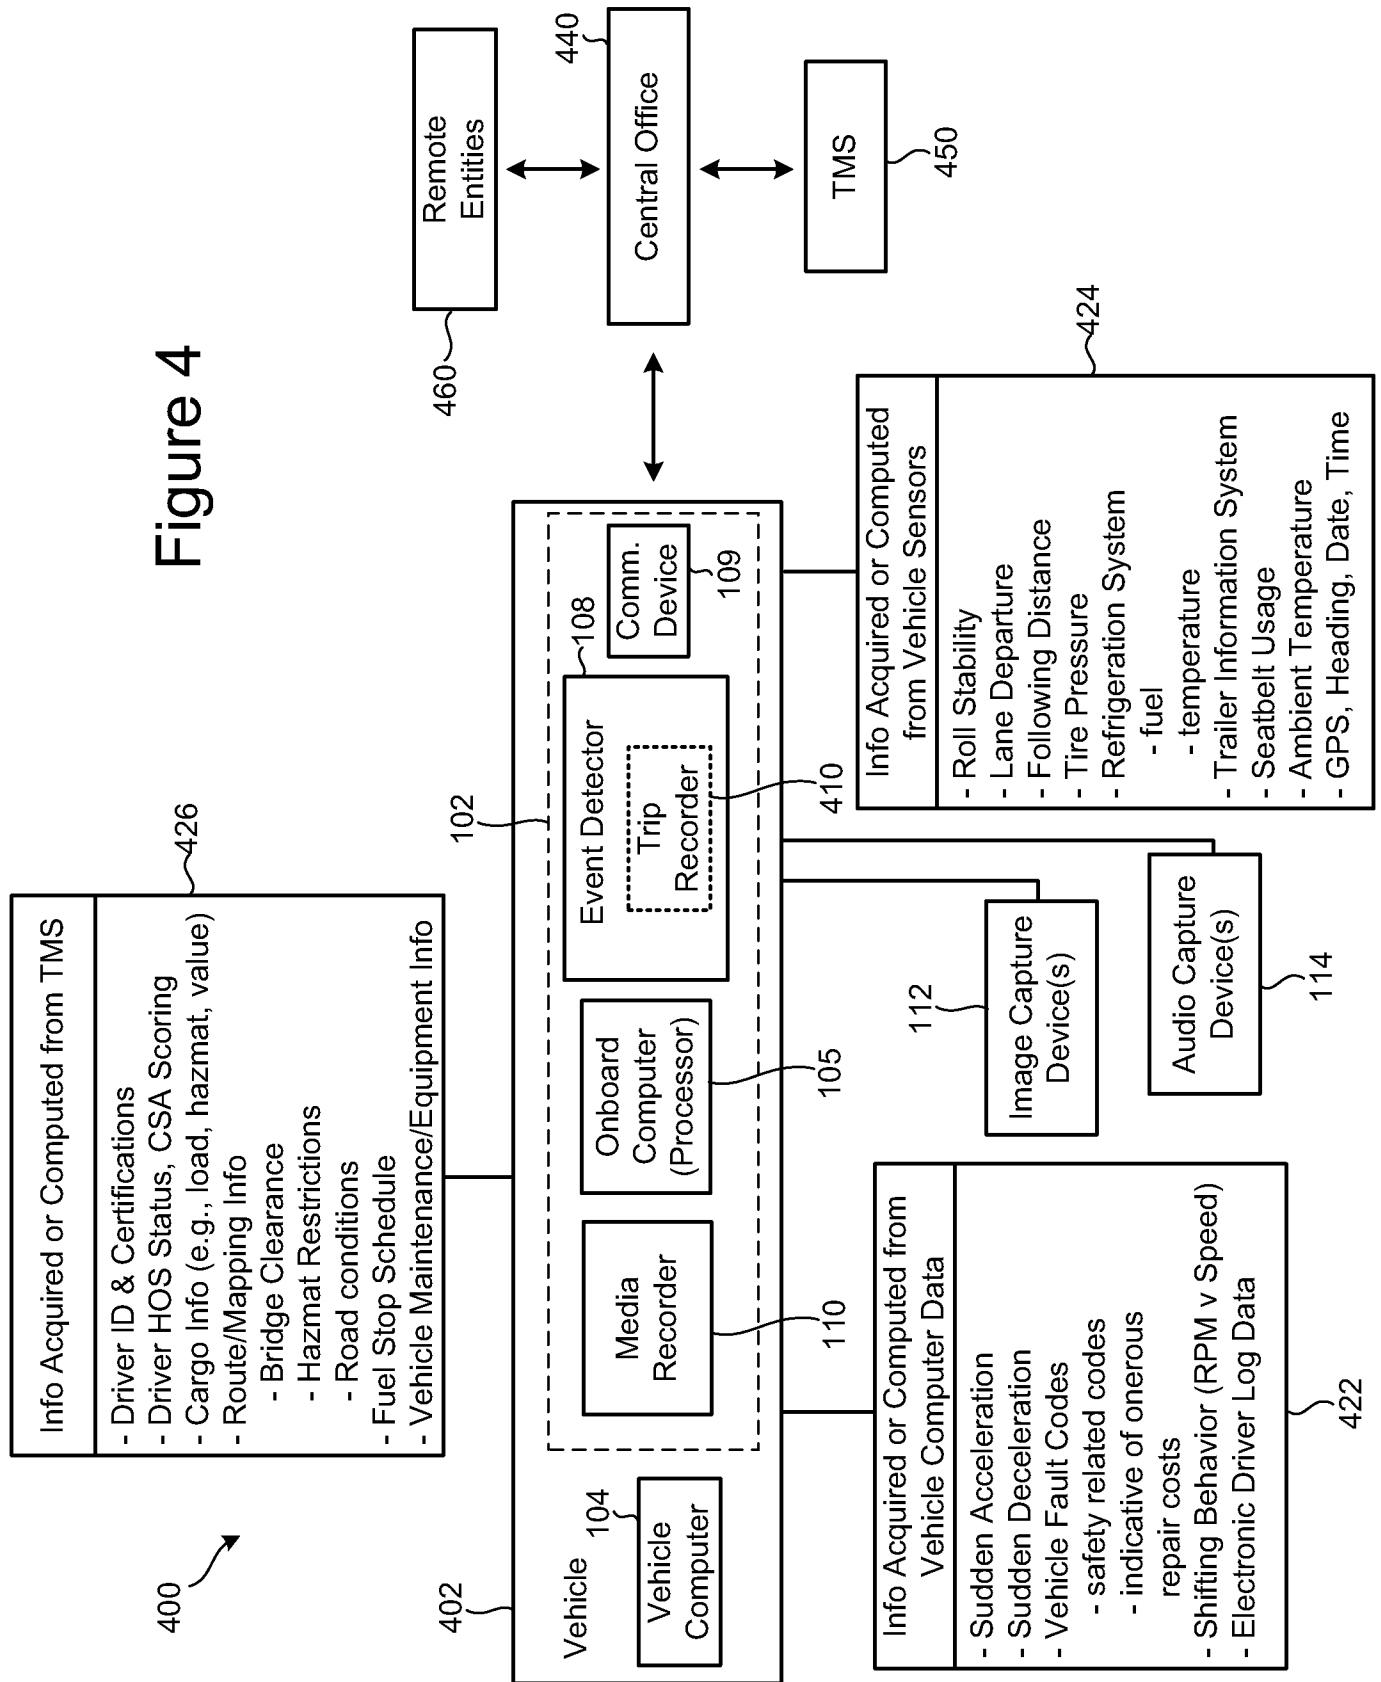 Figure 4
400
426
Info Acquired or Computed from TMS
- Driver ID & Certifications
- Driver HOS Status, CSA Scoring
- Cargo Info (e.g., load, hazmat, value)
- Route/Mapping Info
- Bridge Clearance
- Hazmat Restrictions
- Road conditions
- Fuel Stop Schedule
- Vehicle Maintenance/Equipment Info
460
Remote
Entities
440
Central Office
TMS
450
402
Vehicle
104
Vehicle
Computer
102
Media
Recorder
110
Onboard
Computer
(Processor)
105
108
Event Detector
Trip
Recorder
410
Comm.
Device
109
Info Acquired or Computed from
Vehicle Computer Data
- Sudden Acceleration
- Sudden Deceleration
- Vehicle Fault Codes
- safety related codes
- indicative of onerous
repair costs
- Shifting Behavior (RPM v Speed)
- Electronic Driver Log Data
422
112
Image Capture
Device(s)
Audio Capture
Device(s)
114
424
Info Acquired or Computed
from Vehicle Sensors
- Roll Stability
- Lane Departure
- Following Distance
- Tire Pressure
- Refrigeration System
- fuel
- temperature
- Trailer Information System
- Seatbelt Usage
- Ambient Temperature
- GPS, Heading, Date, Time